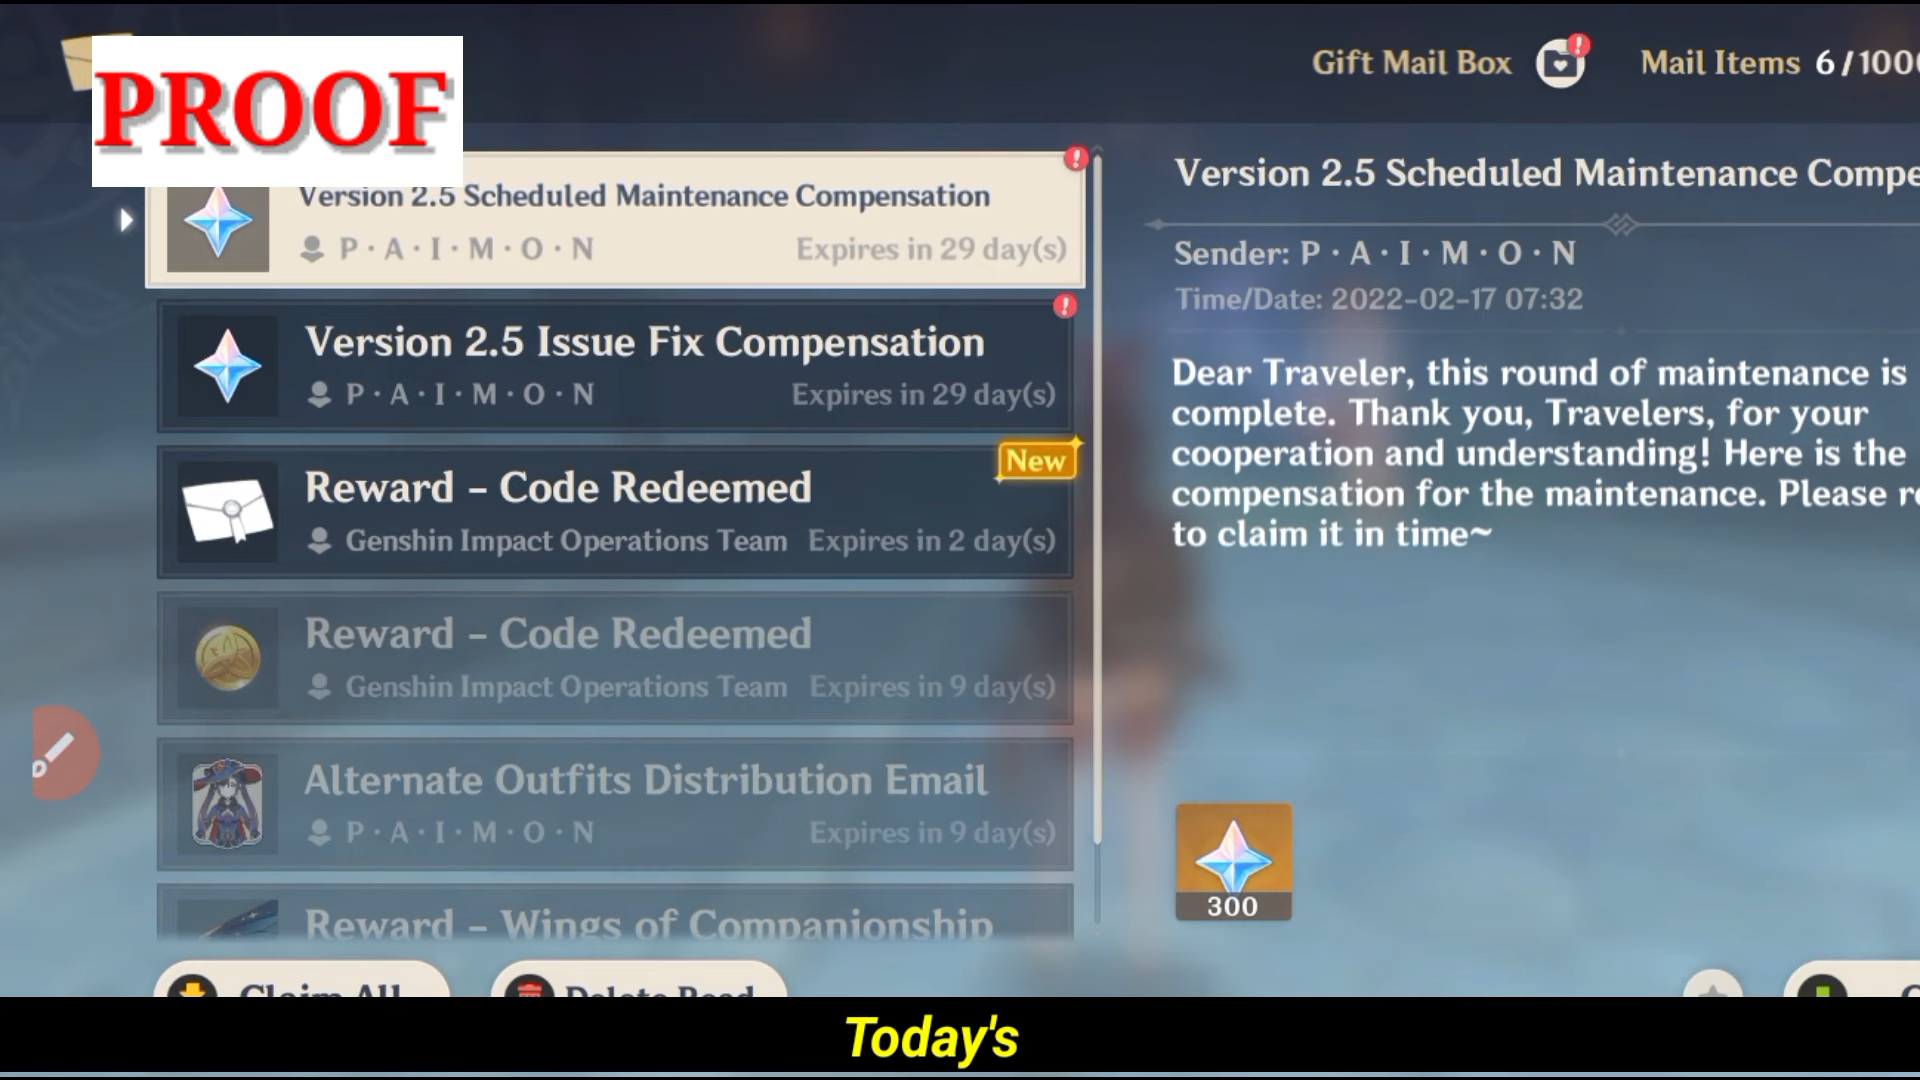 PROOF
Gift Mail Box
Mail Items 6/100
Version 2.5 Scheduled Maintenance Compensation
P·A·I·M·O·N
Expires in 29 day(s)
Version 2.5 Issue Fix Compensation
P·A·I·M·O·N
Expires in 29 day(s)
New
Reward – Code Redeemed
Genshin Impact Operations Team
Expires in 2 day(s)
Reward – Code Redeemed
Genshin Impact Operations Team
Expires in 9 day(s)
Alternate Outfits Distribution Email
P·A·I·M·O·N
Expires in 9 day(s)
Reward – Wings of Companionship
Claim All
Delete Read
Version 2.5 Scheduled Maintenance Compe
Sender: P·A·I·M·O·N
Time/Date: 2022-02-17 07:32
Dear Traveler, this round of maintenance is
complete. Thank you, Travelers, for your
cooperation and understanding! Here is the
compensation for the maintenance. Please r
to claim it in time~
300
Today's